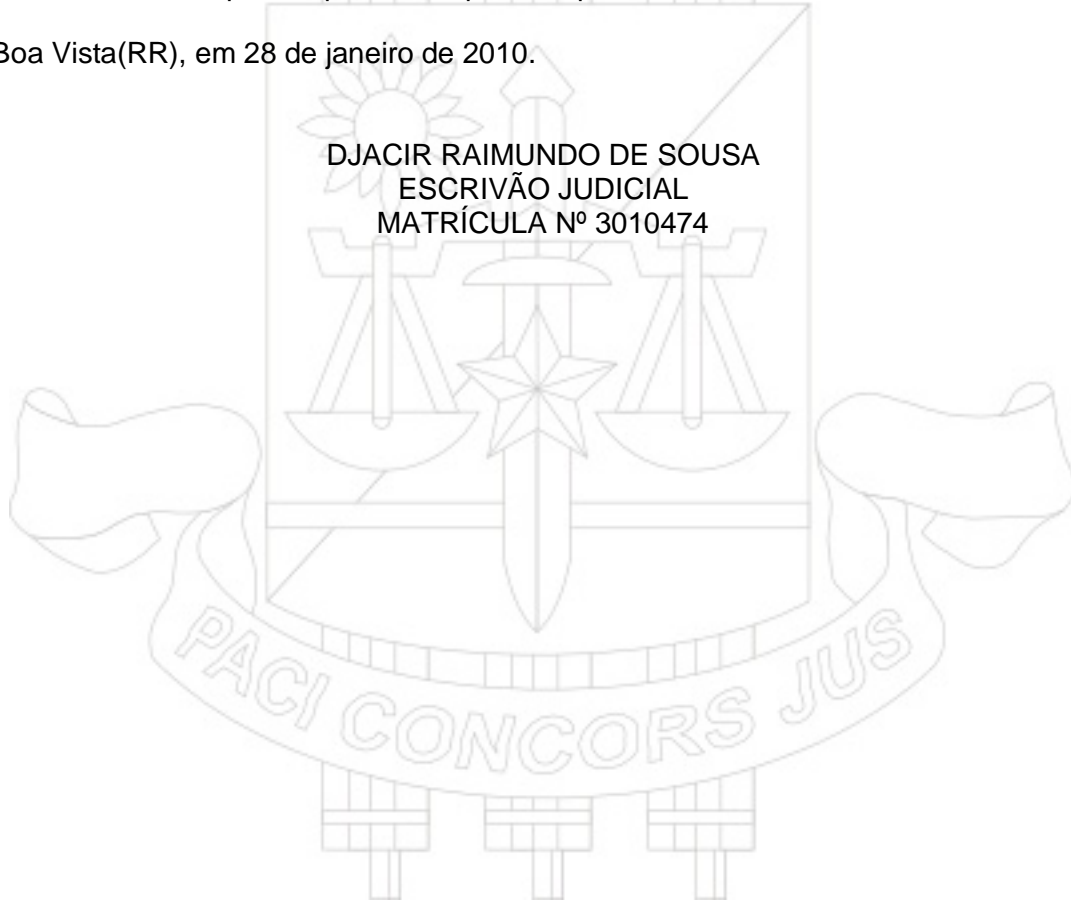 Boa Vista(RR), em 28 de janeiro de 2010.
DJACIR RAIMUNDO DE SOUSA
ESCRIVÃO JUDICIAL
MATRÍCULA Nº 3010474
PACI CONCORS JUS